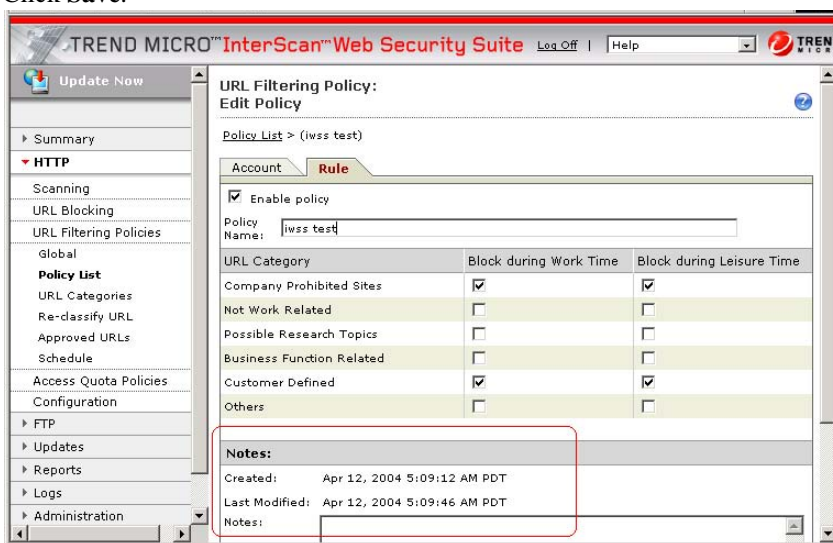 Click Save.
TREND MICRO™ InterScan™ Web Security Suite Log Off | Help
Update Now
Summary
HTTP
Scanning
URL Blocking
URL Filtering Policies
Global
Policy List
URL Categories
Re-classify URL
Approved URLs
Schedule
Access Quota Policies
Configuration
FTP
Updates
Reports
Logs
Administration
URL Filtering Policy:
Edit Policy
Policy List > (iwss test)
Account Rule
Enable policy
Policy Name: iwss test
URL Category Block during Work Time Block during Leisure Time
Company Prohibited Sites
Not Work Related
Possible Research Topics
Business Function Related
Customer Defined
Others
Notes:
Created: Apr 12, 2004 5:09:12 AM PDT
Last Modified: Apr 12, 2004 5:09:46 AM PDT
Notes: